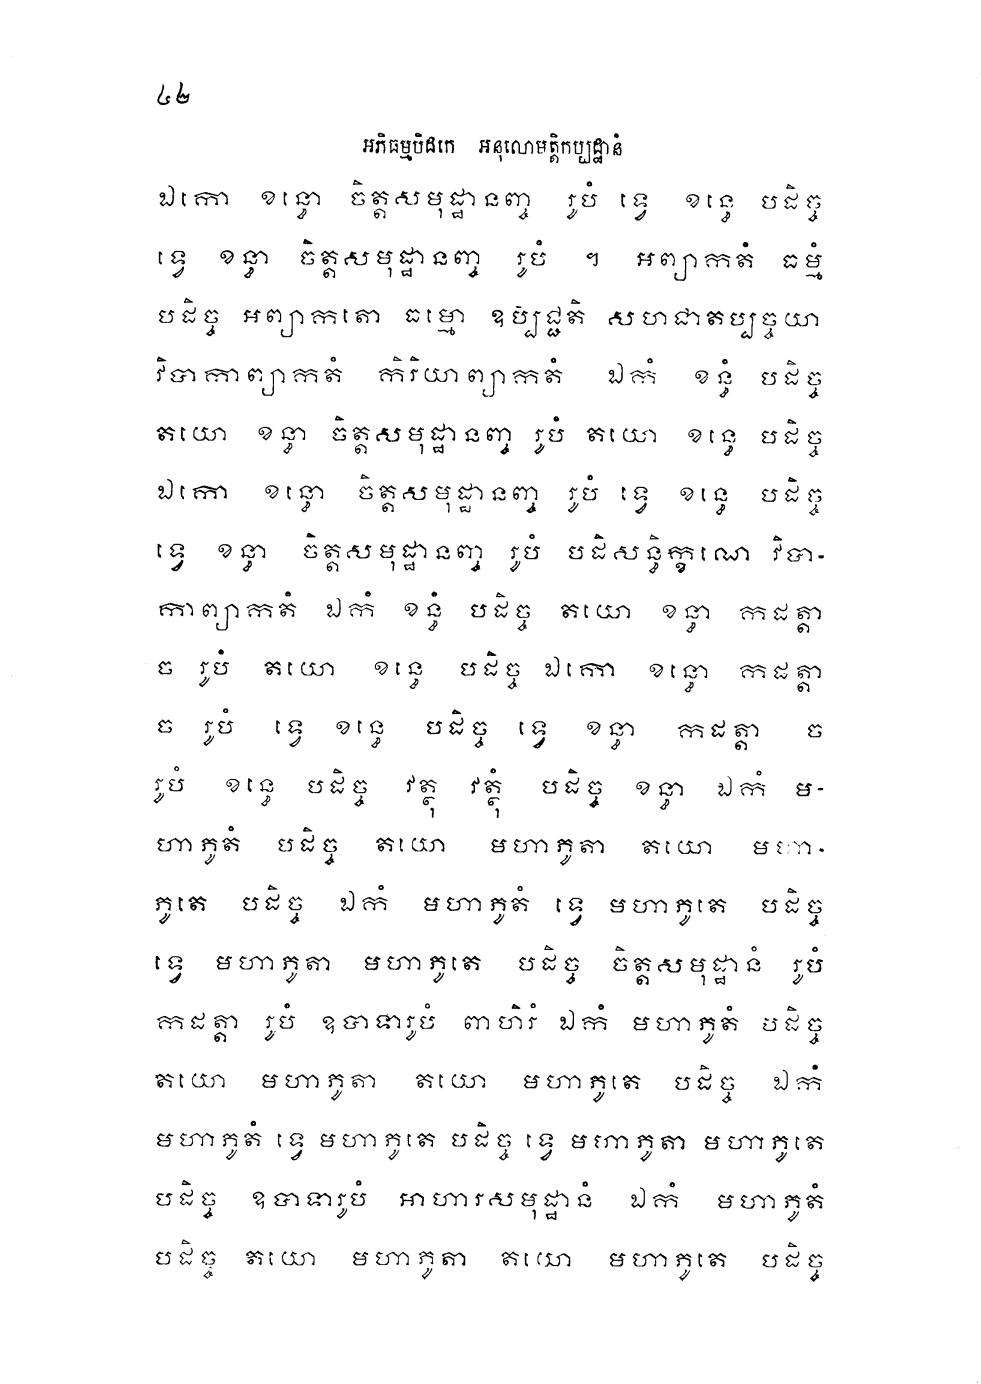 ៤២
អភិធម្មបិដកេ អនុលោមត្តិកប្បដ្ឋានំ
ឯកោ ខន្ធោ ចិត្តសមុដ្ឋានញ្ច រូបំ ទ្វេ ខន្ធេ បដិច្ច
ទ្វេ ខន្ធា ចិត្តសមុដ្ឋានញ្ច រូបំ ។ អព្យាកតំ ធម្មំ
បដិច្ច អព្យាកតោ ធម្មោ ឧប្បជ្ជតិ សហជាតប្បច្ចយា
វិបាកាព្យាកតំ កិរិយាព្យាកតំ ឯកំ ខន្ធំ បដិច្ច
តយោ ខន្ធា ចិត្តសមុដ្ឋានញ្ច រូបំ តយោ ខន្ធេ បដិច្ច
ឯកោ ខន្ធោ ចិត្តសមុដ្ឋានញ្ច រូបំ ទ្វេ ខន្ធេ បដិច្ច
ទ្វេ ខន្ធា ចិត្តសមុដ្ឋានញ្ច រូបំ បដិសន្ធិក្ខណេ វិបា-
កាព្យាកតំ ឯកំ ខន្ធំ បដិច្ច តយោ ខន្ធា កដត្តា
ច រូបំ តយោ ខន្ធេ បដិច្ច ឯកោ ខន្ធោ កដត្តា
ច រូបំ ទ្វេ ខន្ធេ បដិច្ច ទ្វេ ខន្ធា កដត្តា ច
រូបំ ខន្ធេ បដិច្ច វត្ថុ វត្ថុំ បដិច្ច ខន្ធា ឯកំ ម-
ហាភូតំ បដិច្ច តយោ មហាភូតា តយោ មហា-
ភូតេ បដិច្ច ឯកំ មហាភូតំ ទ្វេ មហាភូតេ បដិច្ច
ទ្វេ មហាភូតា មហាភូតេ បដិច្ច ចិត្តសមុដ្ឋានំ រូបំ
កដត្តា រូបំ ឧបាទារូបំ ពាហិរំ ឯកំ មហាភូតំ បដិច្ច
តយោ មហាភូតា តយោ មហាភូតេ បដិច្ច ឯកំ
មហាភូតំ ទ្វេ មហាភូតេ បដិច្ច ទ្វេ មហាភូតា មហាភូតេ
បដិច្ច ឧបាទារូបំ អាហារសមុដ្ឋានំ ឯកំ មហាភូតំ
បដិច្ច តយោ មហាភូតា តយោ មហាភូតេ បដិច្ច